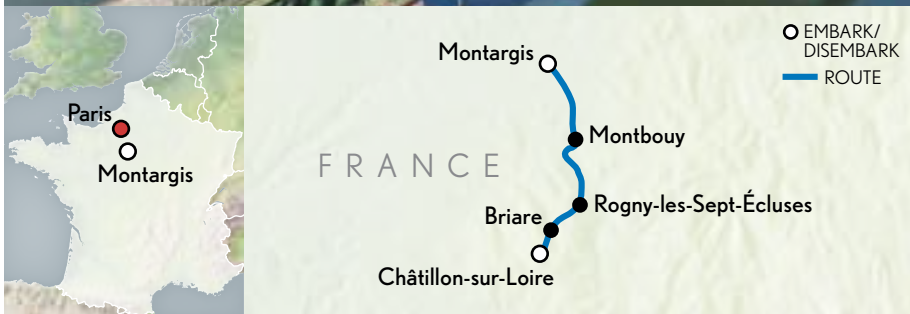 Paris
Montargis
Montargis
Montbouy
FRANCE
Rogny-les-Sept-Écluses
Briare
Châtillon-sur-Loire
EMBARK/
DISEMBARK
ROUTE